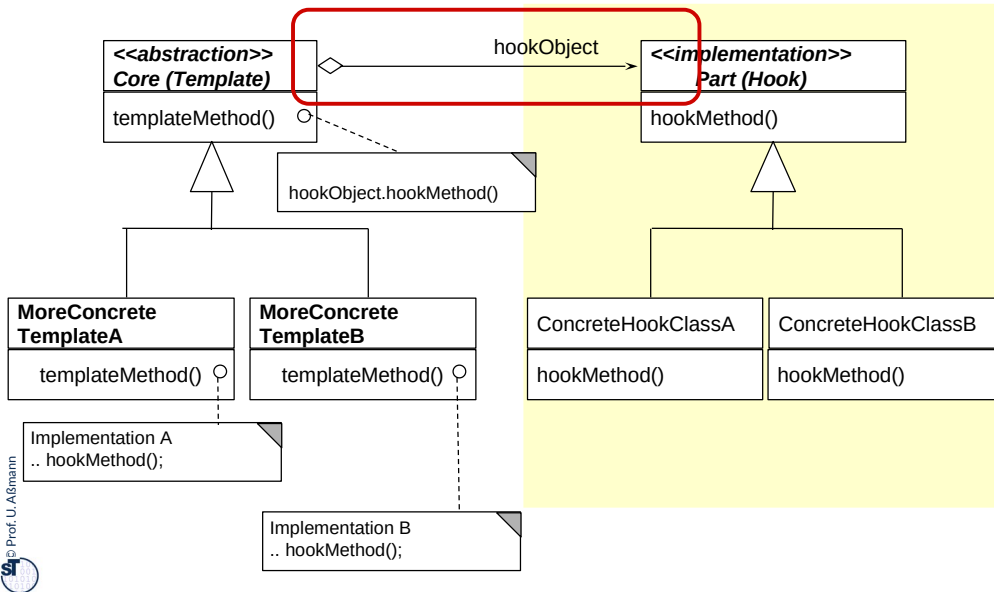 hookObject
<<abstraction>>
Core (Template)
templateMethod()
<<implementation>>
Part (Hook)
hookMethod()
hookObject.hookMethod()
MoreConcrete
TemplateA
templateMethod()
MoreConcrete
TemplateB
templateMethod()
ConcreteHookClassA
hookMethod()
ConcreteHookClassB
hookMethod()
Implementation A
.. hookMethod();
Implementation B
.. hookMethod();
© Prof. U. Aßmann
ST